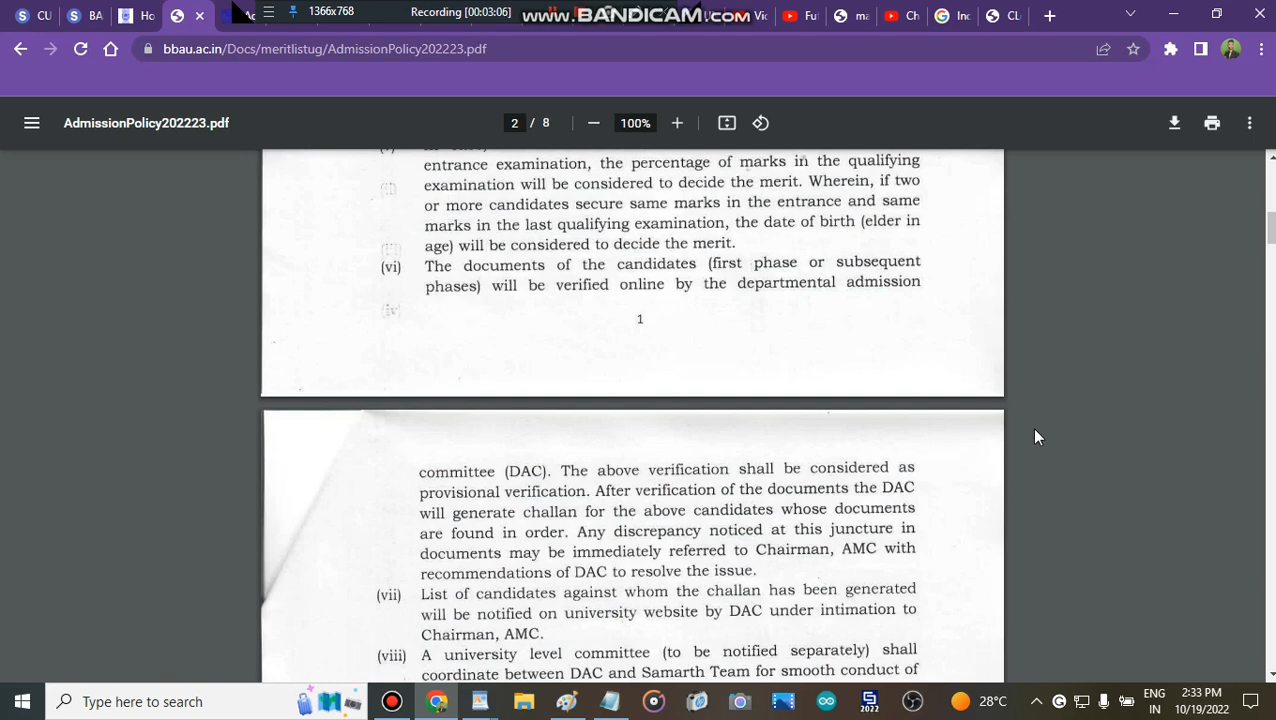 1366x768
Recording [00:03:06]
www.BANDICAM.com
CU
BA
Ho
Vi
Fu
ma
Ch
Inc
CL
bbau.ac.in/Docs/meritlistug/AdmissionPolicy202223.pdf
AdmissionPolicy202223.pdf
2 / 8
100%
entrance examination, the percentage of marks in the qualifying
examination will be considered to decide the merit. Wherein, if two
or more candidates secure same marks in the entrance and same
marks in the last qualifying examination, the date of birth (elder in
age) will be considered to decide the merit.
(vi) The documents of the candidates (first phase or subsequent
phases) will be verified online by the departmental admission
1
committee (DAC). The above verification shall be considered as
provisional verification. After verification of the documents the DAC
will generate challan for the above candidates whose documents
are found in order. Any discrepancy noticed at this juncture in
documents may be immediately referred to Chairman, AMC with
recommendations of DAC to resolve the issue.
(vii) List of candidates against whom the challan has been generated
will be notified on university website by DAC under intimation to
Chairman, AMC.
(viii) A university level committee (to be notified separately) shall
coordinate between DAC and Samarth Team for smooth conduct of
Type here to search
2022
28°C
ENG
IN
2:33 PM
10/19/2022